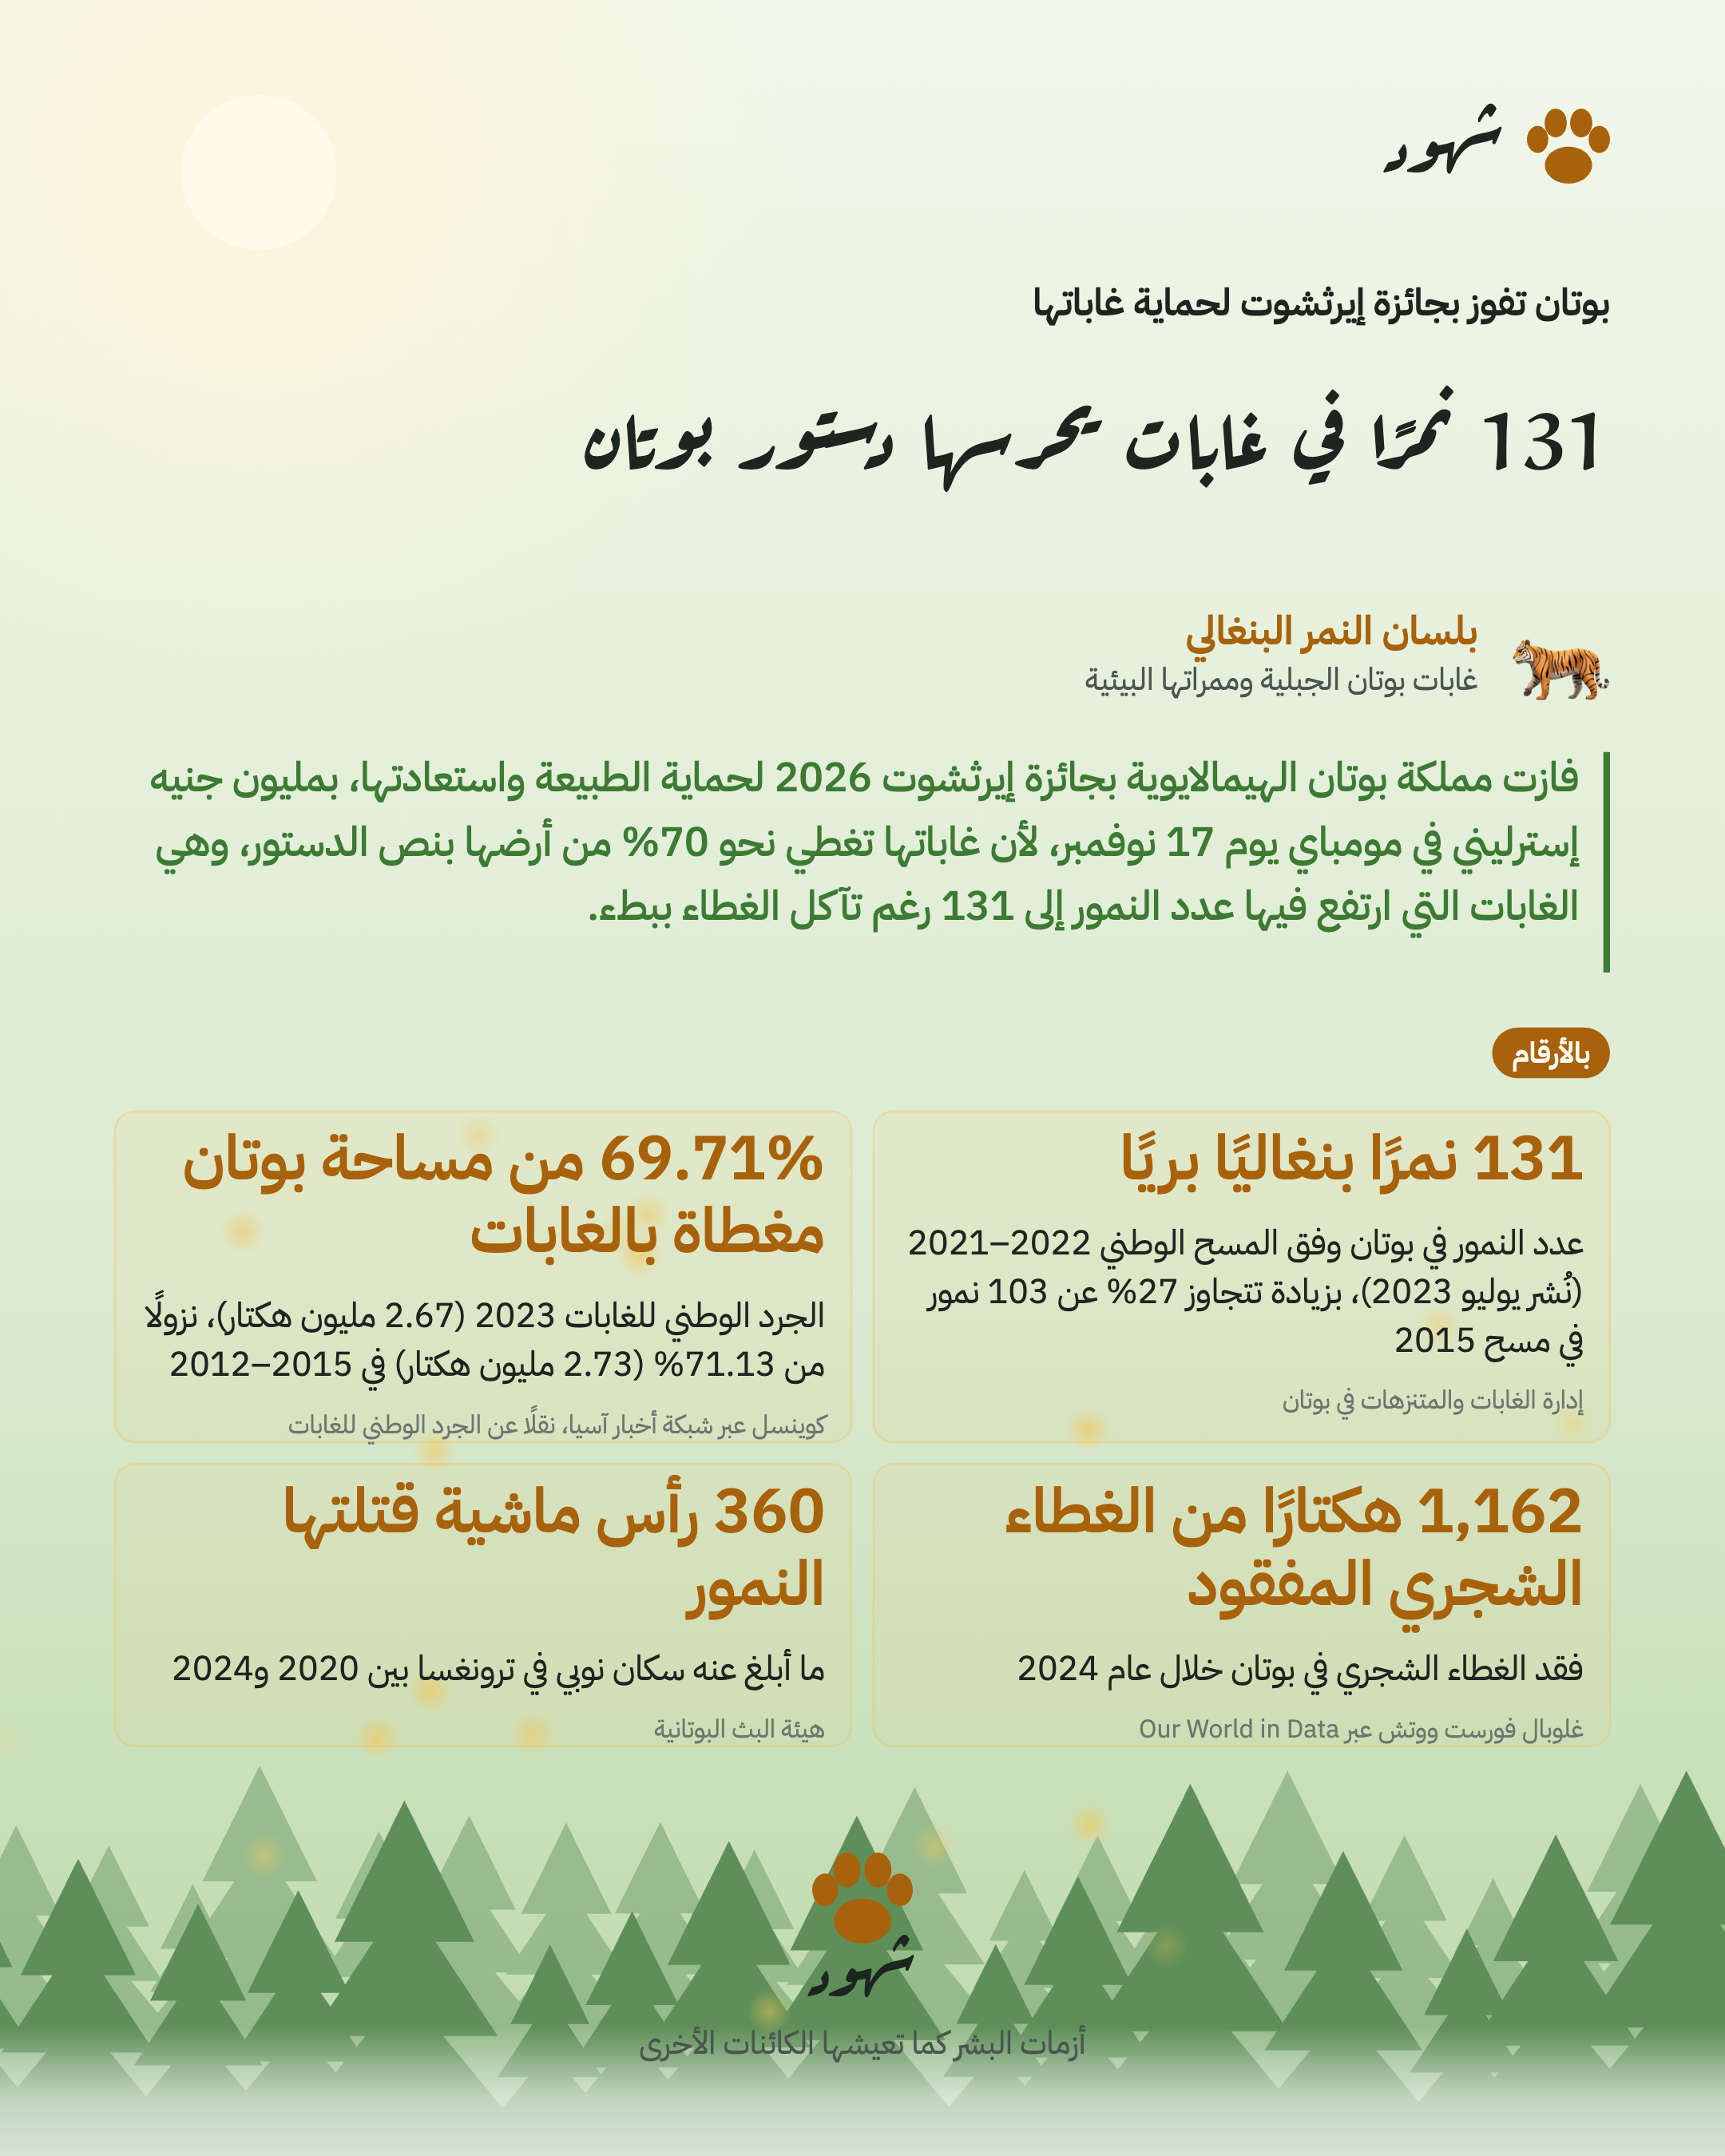 شهود
بوتان تفوز بجائزة إيرثشوت لحماية غاباتها
131 نمرًا في غابات يحرسها دستور بوتان
بلسان النمر البنغالي
غابات بوتان الجبلية وممراتها البيئية
فازت مملكة بوتان الهيمالايوية بجائزة إيرثشوت 2026 لحماية الطبيعة واستعادتها، بمليون جنيه
إسترليني في مومباي يوم 17 نوفمبر، لأن غاباتها تغطي نحو 70% من أرضها بنص الدستور، وهي
الغابات التي ارتفع فيها عدد النمور إلى 131 رغم تآكل الغطاء ببطء.
بالأرقام
131 نمرًا بنغاليًا بريًا
عدد النمور في بوتان وفق المسح الوطني 2022–2021
(نُشر يوليو 2023)، بزيادة تتجاوز 27% عن 103 نمور
في مسح 2015
إدارة الغابات والمتنزهات في بوتان
69.71% من مساحة بوتان
مغطاة بالغابات
الجرد الوطني للغابات 2023 (2.67 مليون هكتار)، نزولًا
من 71.13% (2.73 مليون هكتار) في 2015–2012
كوينسل عبر شبكة أخبار آسيا، نقلًا عن الجرد الوطني للغابات
1,162 هكتارًا من الغطاء
الشجري المفقود
فقد الغطاء الشجري في بوتان خلال عام 2024
غلوبال فورست ووتش عبر Our World in Data
360 رأس ماشية قتلتها
النمور
ما أبلغ عنه سكان نوبي في ترونغسا بين 2020 و2024
هيئة البث البوتانية
شهود
أزمات البشر كما تعيشها الكائنات الأخرى